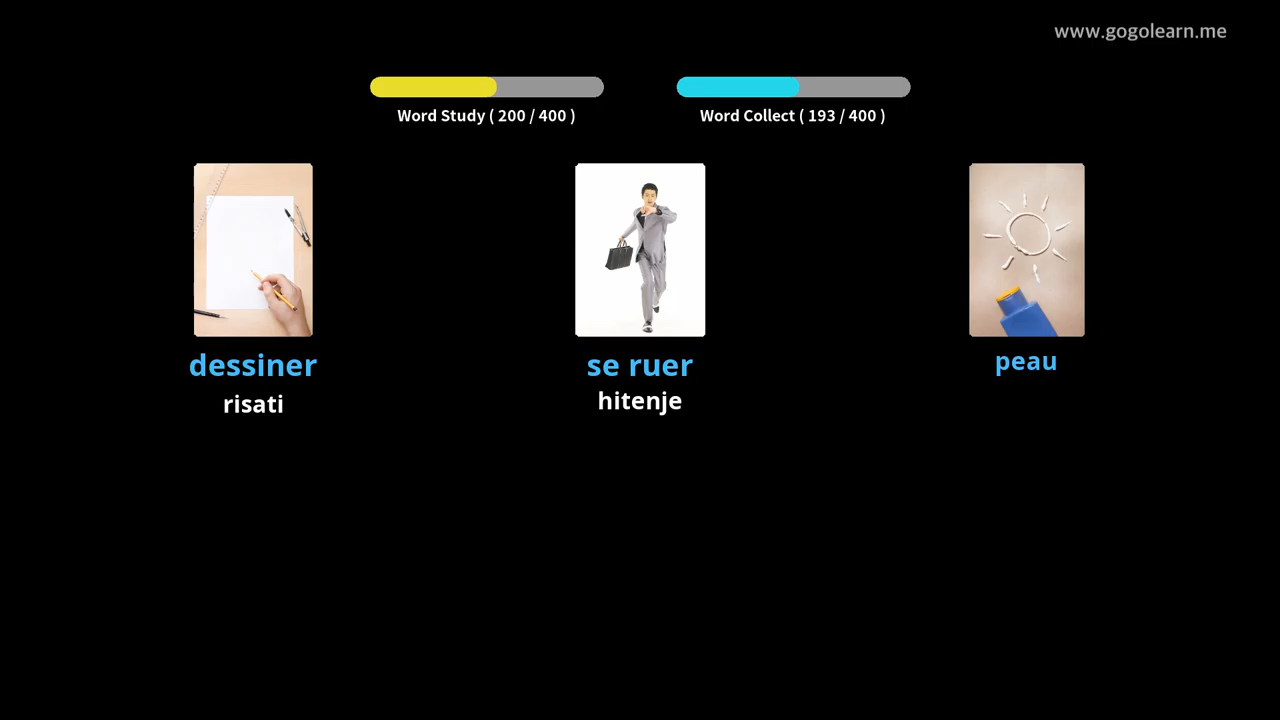 www.gogolearn.me
Word Study ( 200 / 400 )
Word Collect ( 193 / 400 )
dessiner
risati
se ruer
hitenje
peau